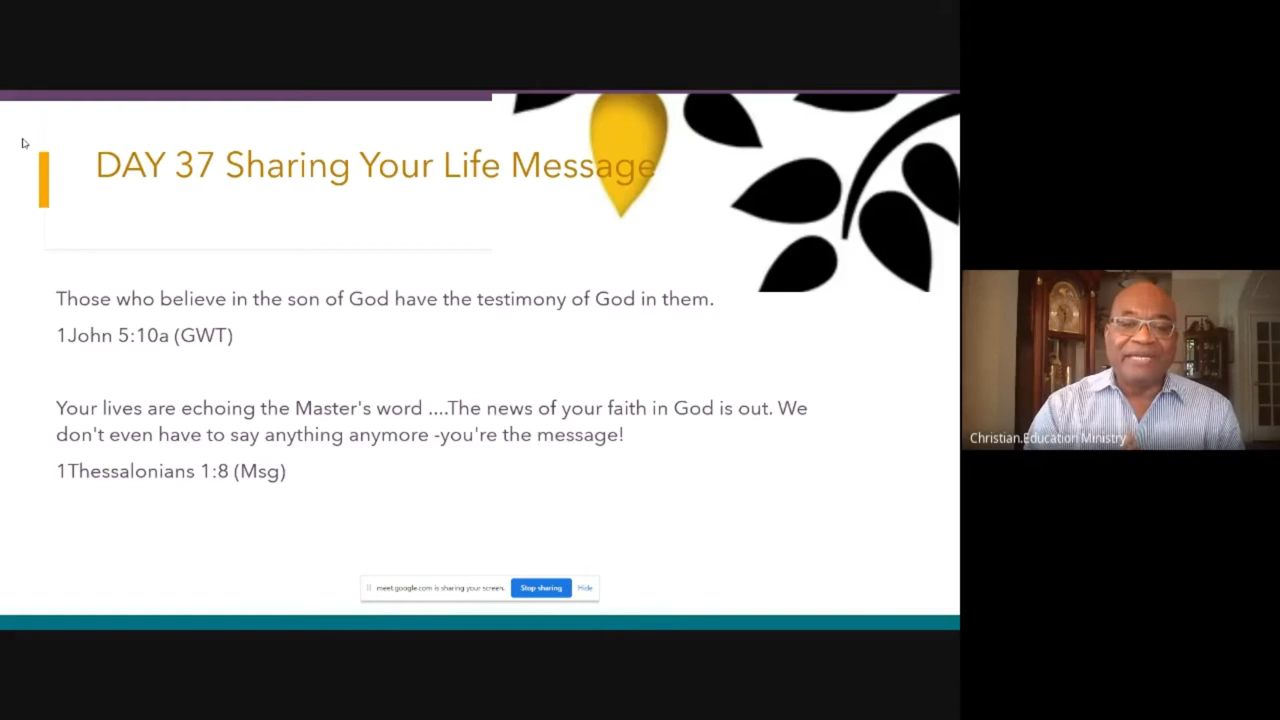 DAY 37 Sharing Your Life Message
Those who believe in the son of God have the testimony of God in them.
1John 5:10a (GWT)
Your lives are echoing the Master's word ....The news of your faith in God is out. We
don't even have to say anything anymore -you're the message!
1Thessalonians 1:8 (Msg)
Christian.Education Ministry
meet.google.com is sharing your screen.
Stop sharing
Hide